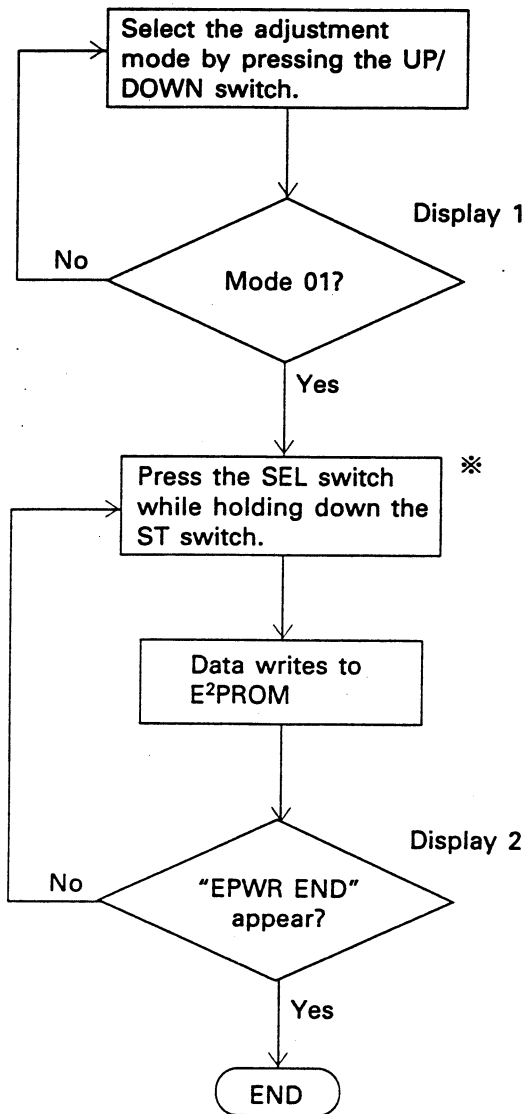 Select the adjustment
mode by pressing the UP/
DOWN switch.
Display 1
No
Mode 01?
Yes
Press the SEL switch
while holding down the
ST switch.
※
Data writes to
E²PROM
Display 2
No
"EPWR END"
appear?
Yes
END